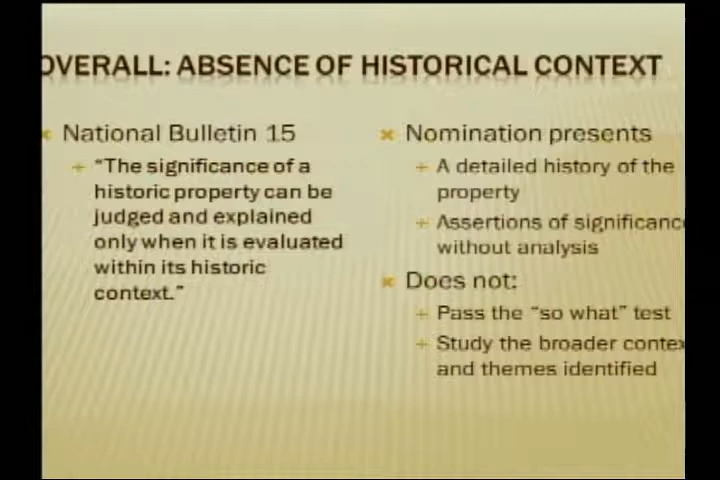 OVERALL: ABSENCE OF HISTORICAL CONTEXT
National Bulletin 15
"The significance of a
historic property can be
judged and explained
only when it is evaluated
within its historic
context."
Nomination presents
A detailed history of the
property
Assertions of significance
without analysis
Does not:
Pass the "so what" test
Study the broader contex
and themes identified